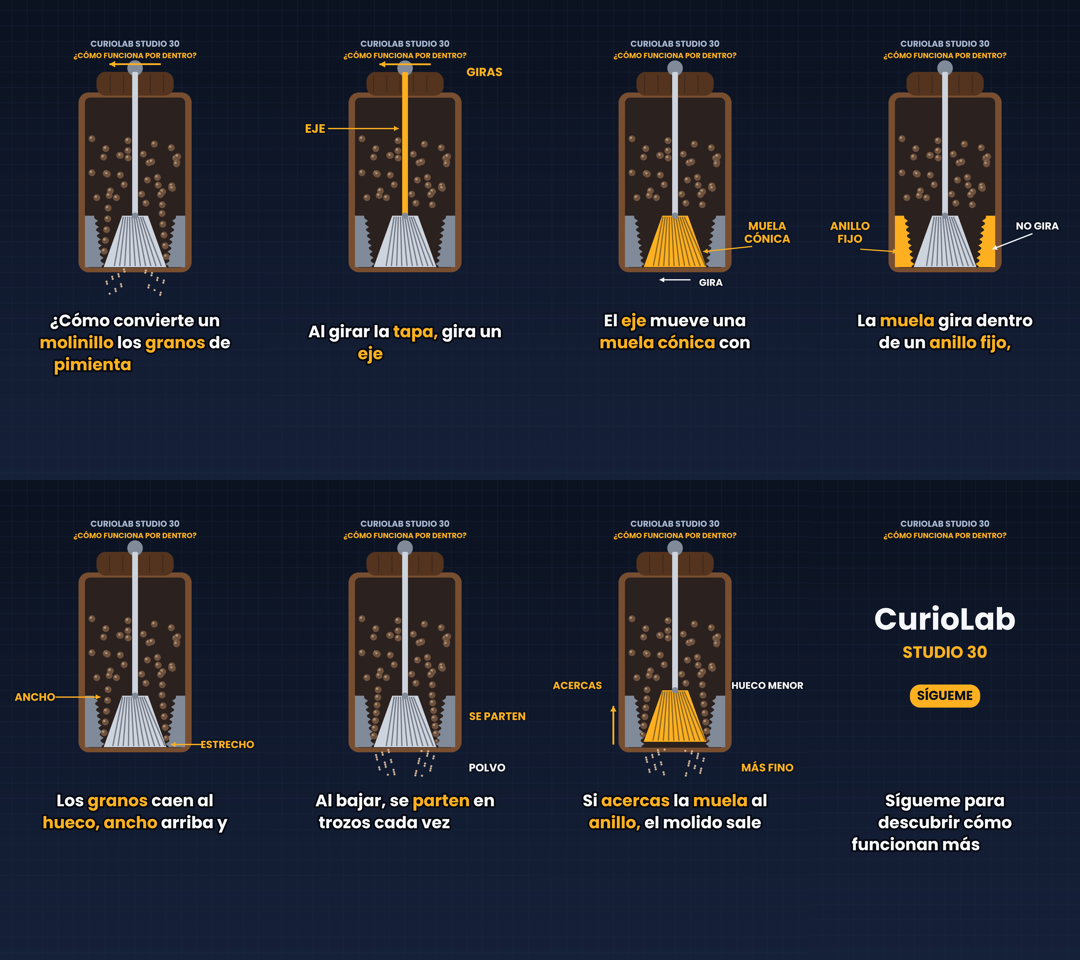 CURIOLAB STUDIO 30
¿CÓMO FUNCIONA POR DENTRO?
¿Cómo convierte un
molinillo los granos de
pimienta
CURIOLAB STUDIO 30
¿CÓMO FUNCIONA POR DENTRO?
GIRAS
EJE
Al girar la tapa, gira un
eje
CURIOLAB STUDIO 30
¿CÓMO FUNCIONA POR DENTRO?
MUELA
CÓNICA
GIRA
El eje mueve una
muela cónica con
CURIOLAB STUDIO 30
¿CÓMO FUNCIONA POR DENTRO?
ANILLO
FIJO
NO GIRA
La muela gira dentro
de un anillo fijo,
CURIOLAB STUDIO 30
¿CÓMO FUNCIONA POR DENTRO?
ANCHO
ESTRECHO
Los granos caen al
hueco, ancho arriba y
CURIOLAB STUDIO 30
¿CÓMO FUNCIONA POR DENTRO?
SE PARTEN
POLVO
Al bajar, se parten en
trozos cada vez
CURIOLAB STUDIO 30
¿CÓMO FUNCIONA POR DENTRO?
ACERCAS
HUECO MENOR
MÁS FINO
Si acercas la muela al
anillo, el molido sale
CURIOLAB STUDIO 30
¿CÓMO FUNCIONA POR DENTRO?
CurioLab
STUDIO 30
SÍGUEME
Sígueme para
descubrir cómo
funcionan más